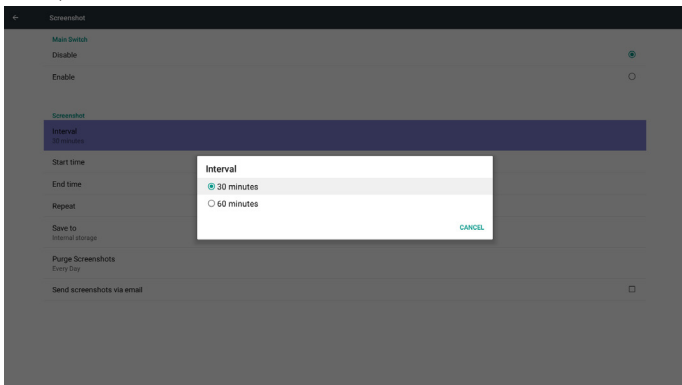 Screenshot
Main Switch
Disable
Enable
Screenshot
Interval
30 minutes
Start time
End time
Repeat
Save to
Internal storage
Purge Screenshots
Every Day
Send screenshots via email
Interval
30 minutes
60 minutes
CANCEL